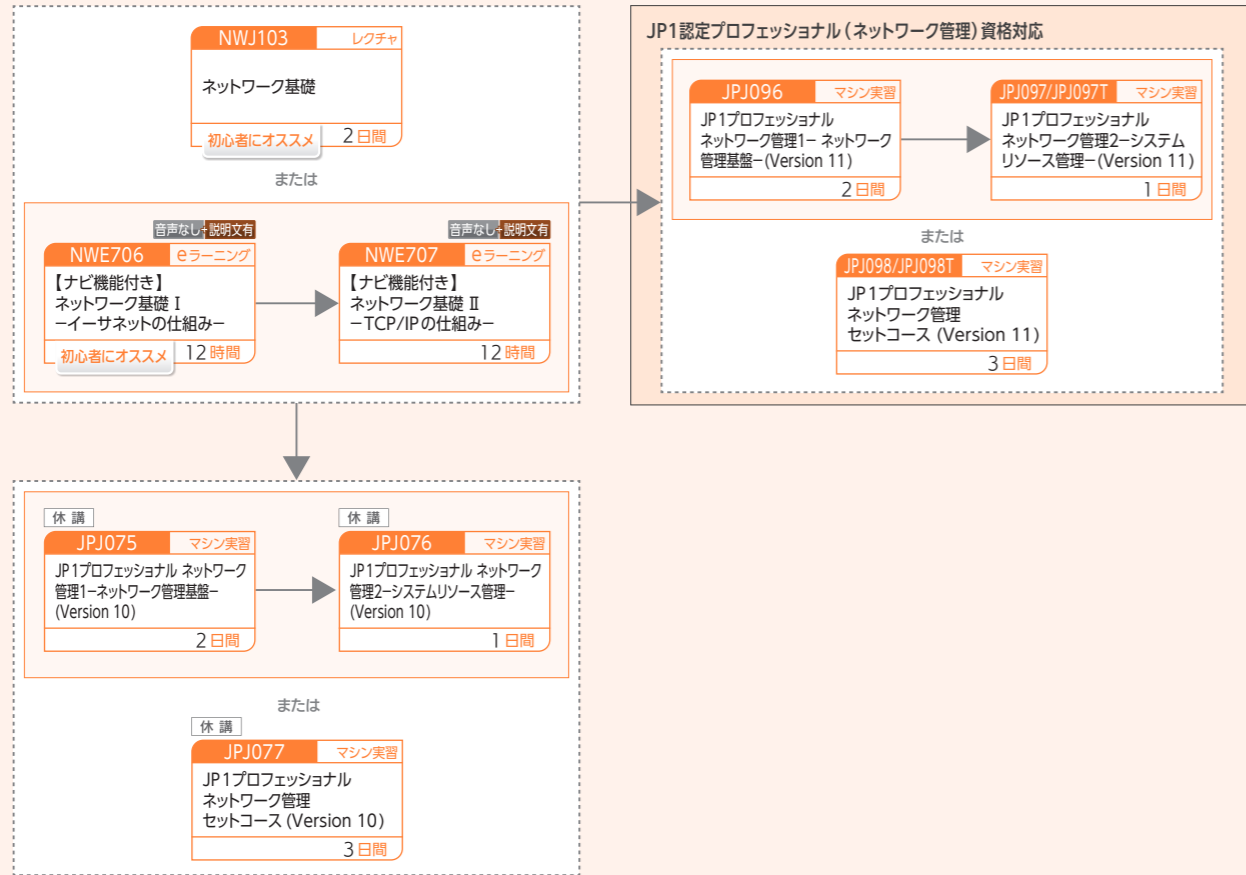 NWJ103 レクチャ
ネットワーク基礎
初心者にオススメ 2日間
または
音声なし+説明文有
NWE706 eラーニング
【ナビ機能付き】
ネットワーク基礎 Ⅰ
−イーサネットの仕組み−
初心者にオススメ 12時間
音声なし+説明文有
NWE707 eラーニング
【ナビ機能付き】
ネットワーク基礎 Ⅱ
−TCP/IPの仕組み−
12時間
JP1認定プロフェッショナル(ネットワーク管理)資格対応
JPJ096 マシン実習
JP1プロフェッショナル
ネットワーク管理1− ネットワーク
管理基盤−(Version 11)
2日間
JPJ097/JPJ097T マシン実習
JP1プロフェッショナル
ネットワーク管理2−システム
リソース管理−(Version 11)
1日間
または
JPJ098/JPJ098T マシン実習
JP1プロフェッショナル
ネットワーク管理
セットコース (Version 11)
3日間
休 講
JPJ075 マシン実習
JP1プロフェッショナル ネットワーク
管理1−ネットワーク管理基盤−
(Version 10)
2日間
休 講
JPJ076 マシン実習
JP1プロフェッショナル ネットワーク
管理2−システムリソース管理−
(Version 10)
1日間
または
休 講
JPJ077 マシン実習
JP1プロフェッショナル
ネットワーク管理
セットコース (Version 10)
3日間